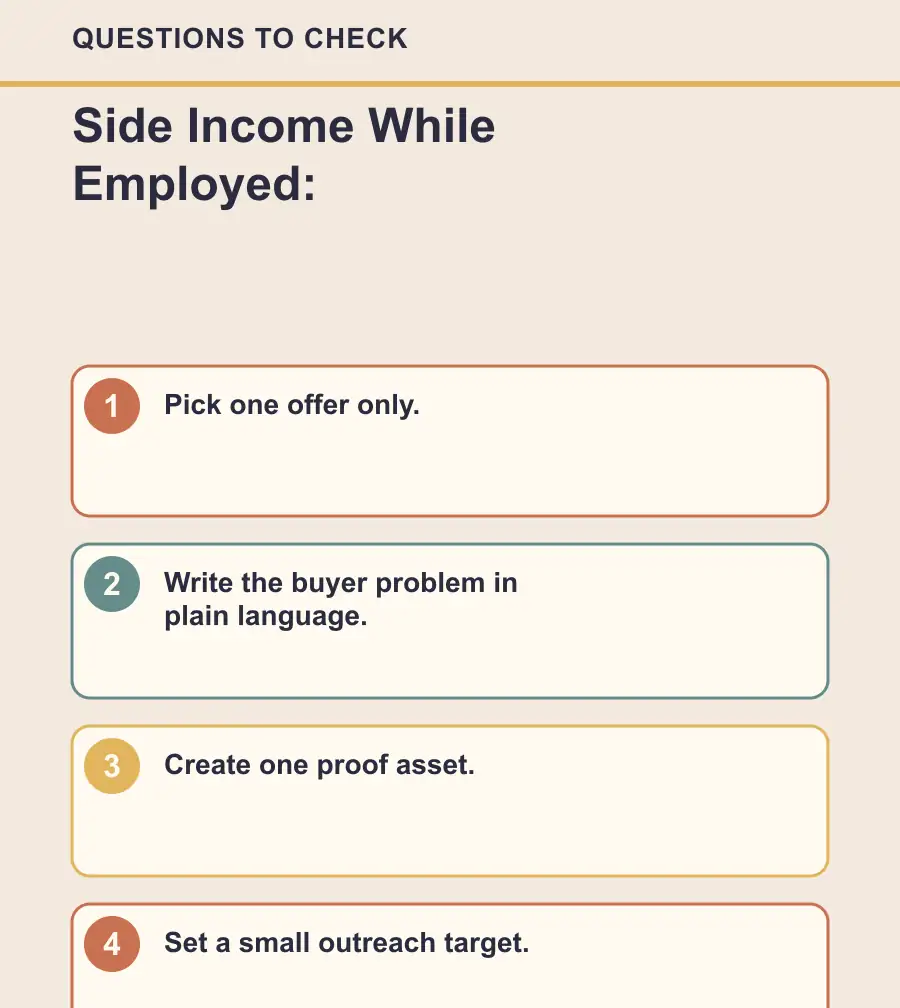 QUESTIONS TO CHECK
Side Income While
Employed:
1
Pick one offer only.
2
Write the buyer problem in
plain language.
3
Create one proof asset.
4
Set a small outreach target.